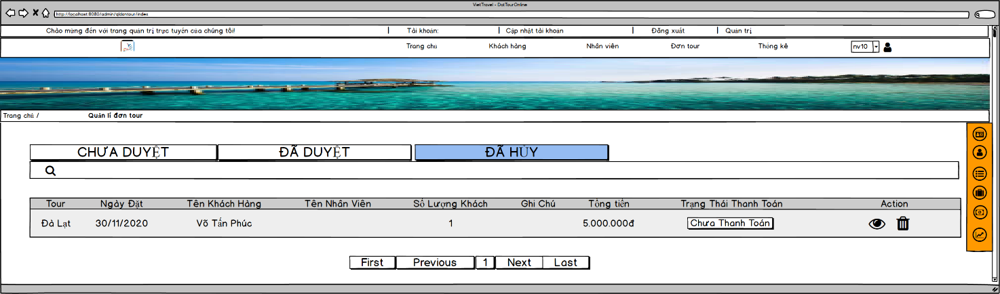 VietTravel - DatTourOnline
http://localhost:8080/admin/qldontour/index
Chào mừng đến với trang quản trị trực tuyến của chúng tôi! | Tài khoản: | Cập nhật tài khoản | Đăng xuất | Quản trị
Trang chủ Khách hàng Nhân viên Đơn tour Thống kê nv10
Trang chủ / Quản lí đơn tour
CHƯA DUYỆT ĐÃ DUYỆT ĐÃ HỦY
Tour Ngày Đặt Tên Khách Hàng Tên Nhân Viên Số Lượng Khách Ghi Chú Tổng tiền Trạng Thái Thanh Toán Action
Đà Lạt 30/11/2020 Võ Tấn Phúc 1 5.000.000đ Chưa Thanh Toán
First Previous 1 Next Last